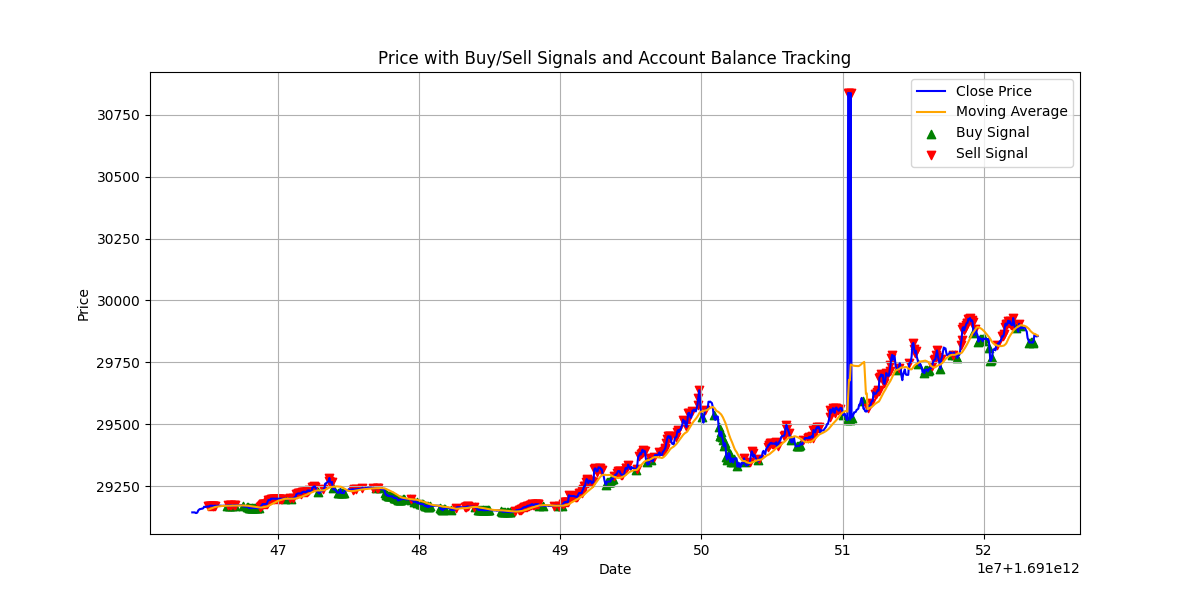 Price with Buy/Sell Signals and Account Balance Tracking
Close Price
Moving Average
Buy Signal
Sell Signal
30750
30500
30250
30000
29750
29500
29250
Price
47 48 49 50 51 52
Date
1e7+1.691e12